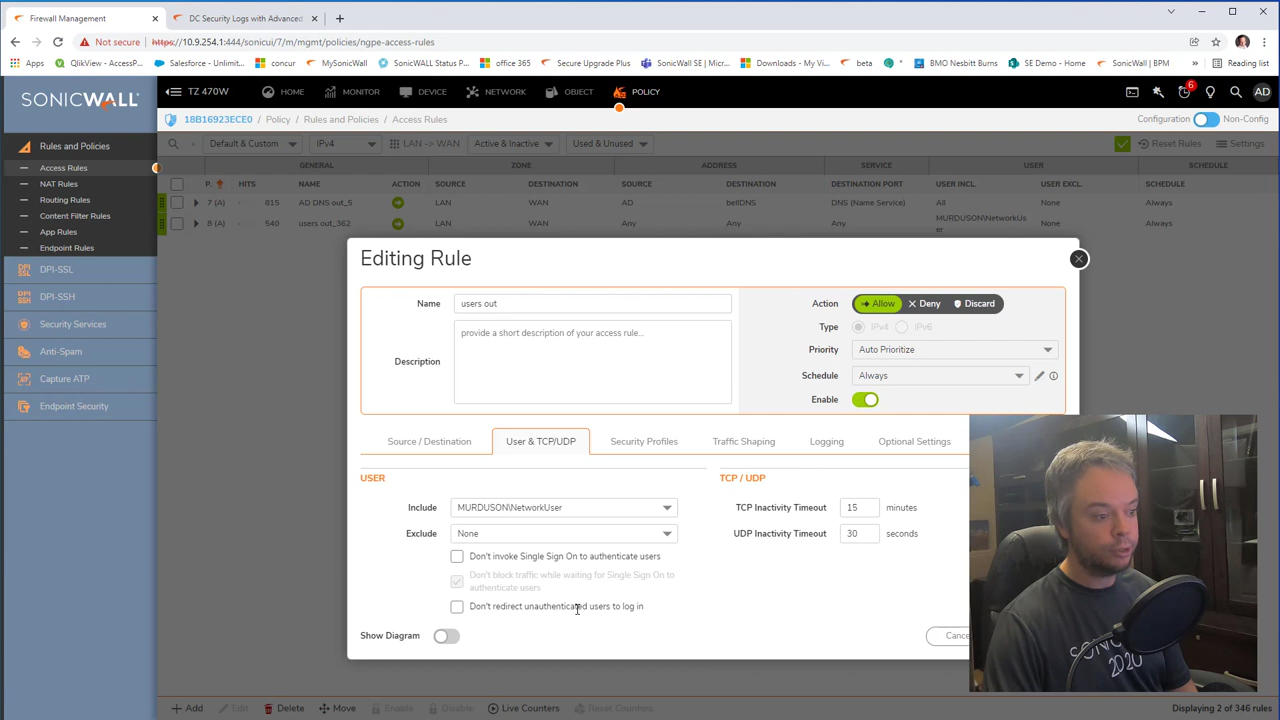 Firewall Management
DC Security Logs with Advanced
Not secure https://10.9.254.1:444/sonicui/7/m/mgmt/policies/ngpe-access-rules
Apps QlikView - AccessP... Salesforce - Unlimit... concur MySonicWall SonicWALL Status P... office 365 Secure Upgrade Plus SonicWall SE | Micr... Downloads - My Vi... beta BMO Nesbitt Burns SE Demo - Home SonicWall | BPM Reading list
SONICWALL
TZ 470W HOME MONITOR DEVICE NETWORK OBJECT POLICY 6 AD
18B16923ECE0 / Policy / Rules and Policies / Access Rules Configuration Non-Config
Default & Custom IPv4 LAN -> WAN Active & Inactive Used & Unused Reset Rules Settings
Rules and Policies
Access Rules
NAT Rules
Routing Rules
Content Filter Rules
App Rules
Endpoint Rules
DPI-SSL
DPI-SSH
Security Services
Anti-Spam
Capture ATP
Endpoint Security
GENERAL ZONE ADDRESS SERVICE USER SCHEDULE
P. HITS NAME ACTION SOURCE DESTINATION SOURCE DESTINATION DESTINATION PORT USER INCL. USER EXCL. SCHEDULE
7 (A) 815 AD DNS out_5 LAN WAN AD bellDNS DNS (Name Service) All None Always
8 (A) 540 users out_362 LAN WAN Any Any Any MURDUSON\NetworkUs
er None Always
Editing Rule
Name users out
Description provide a short description of your access rule...
Action Allow Deny Discard
Type IPv4 IPv6
Priority Auto Prioritize
Schedule Always
Enable
Source / Destination User & TCP/UDP Security Profiles Traffic Shaping Logging Optional Settings
USER
Include MURDUSON\NetworkUser
Exclude None
Don't invoke Single Sign On to authenticate users
Don't block traffic while waiting for Single Sign On to
authenticate users
Don't redirect unauthenticated users to log in
TCP / UDP
TCP Inactivity Timeout 15 minutes
UDP Inactivity Timeout 30 seconds
Show Diagram
Cance
SONIC
2020
Add Edit Delete Move Enable Disable Live Counters Reset Counters Displaying 2 of 346 rules